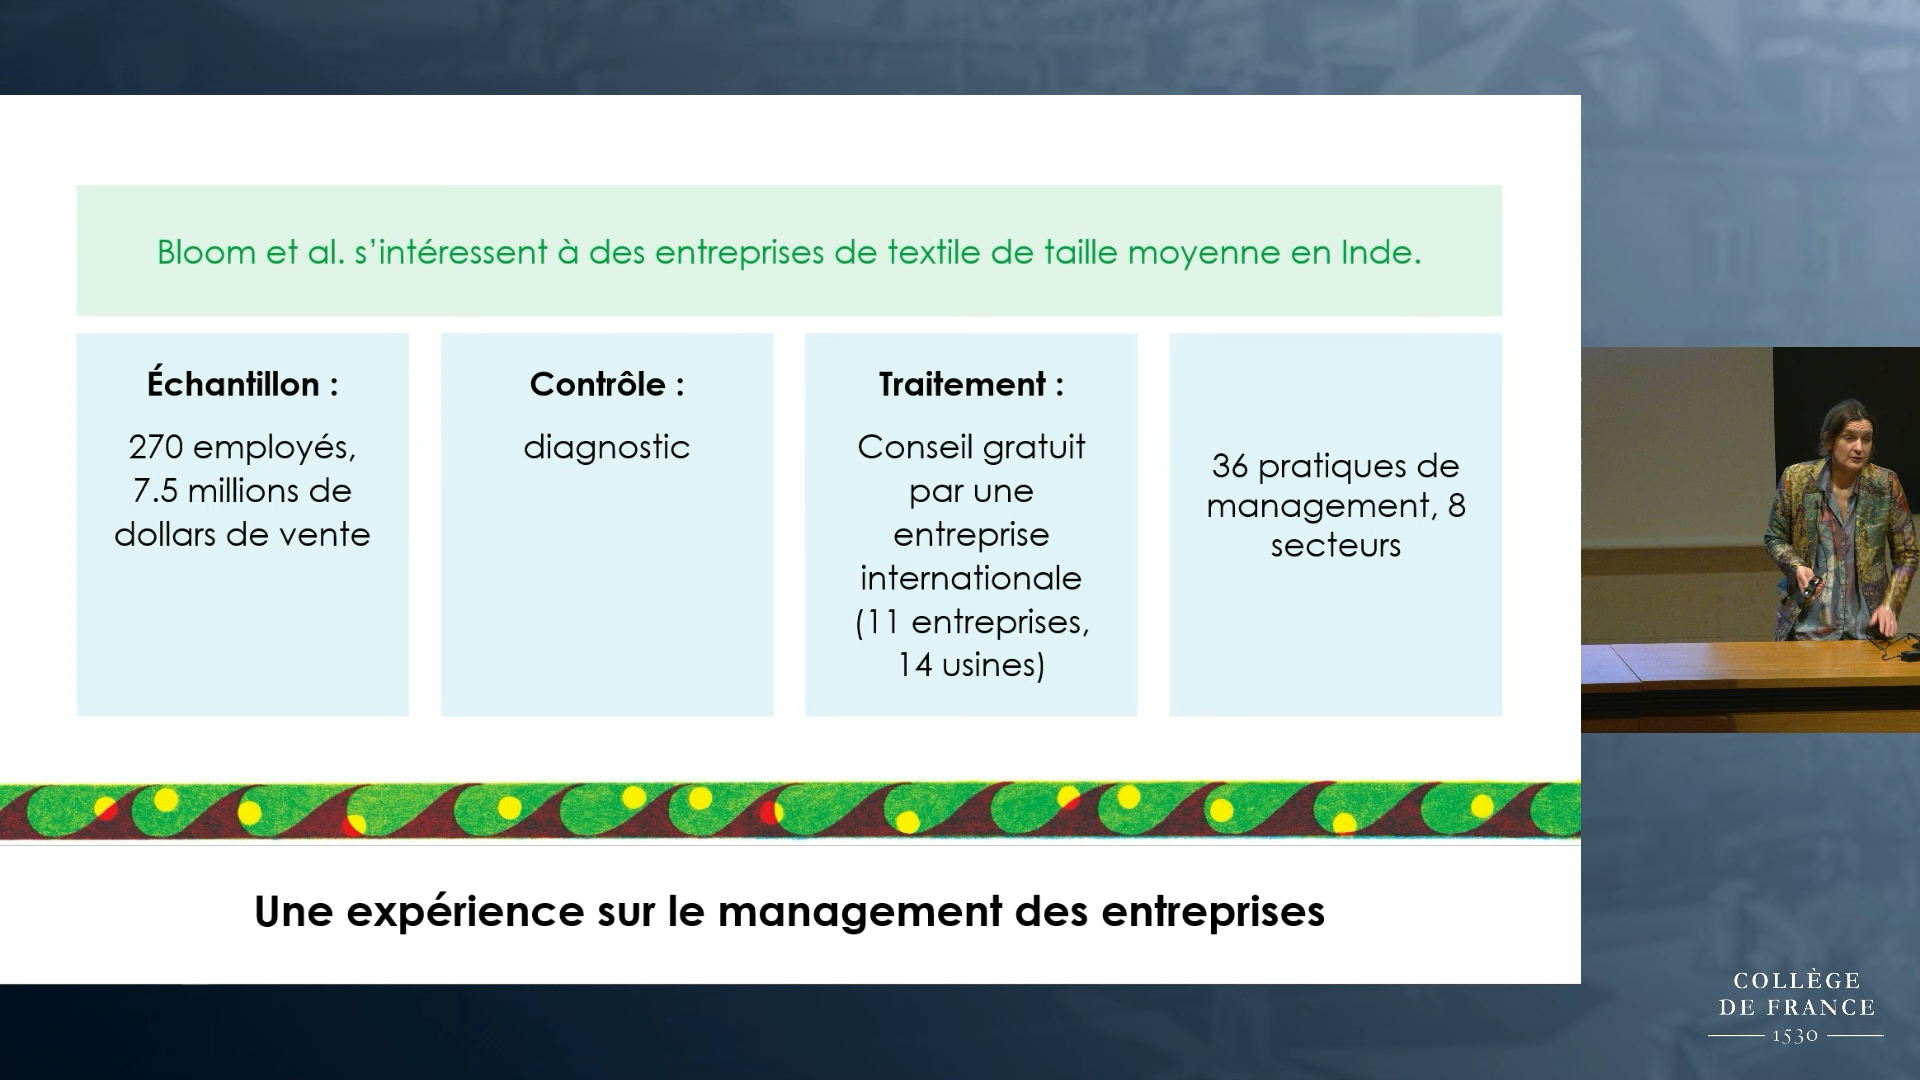 Bloom et al. s’intéressent à des entreprises de textile de taille moyenne en Inde.
Échantillon :
270 employés,
7.5 millions de
dollars de vente
Contrôle :
diagnostic
Traitement :
Conseil gratuit
par une
entreprise
internationale
(11 entreprises,
14 usines)
36 pratiques de
management, 8
secteurs
Une expérience sur le management des entreprises
COLLÈGE
DE FRANCE
1530